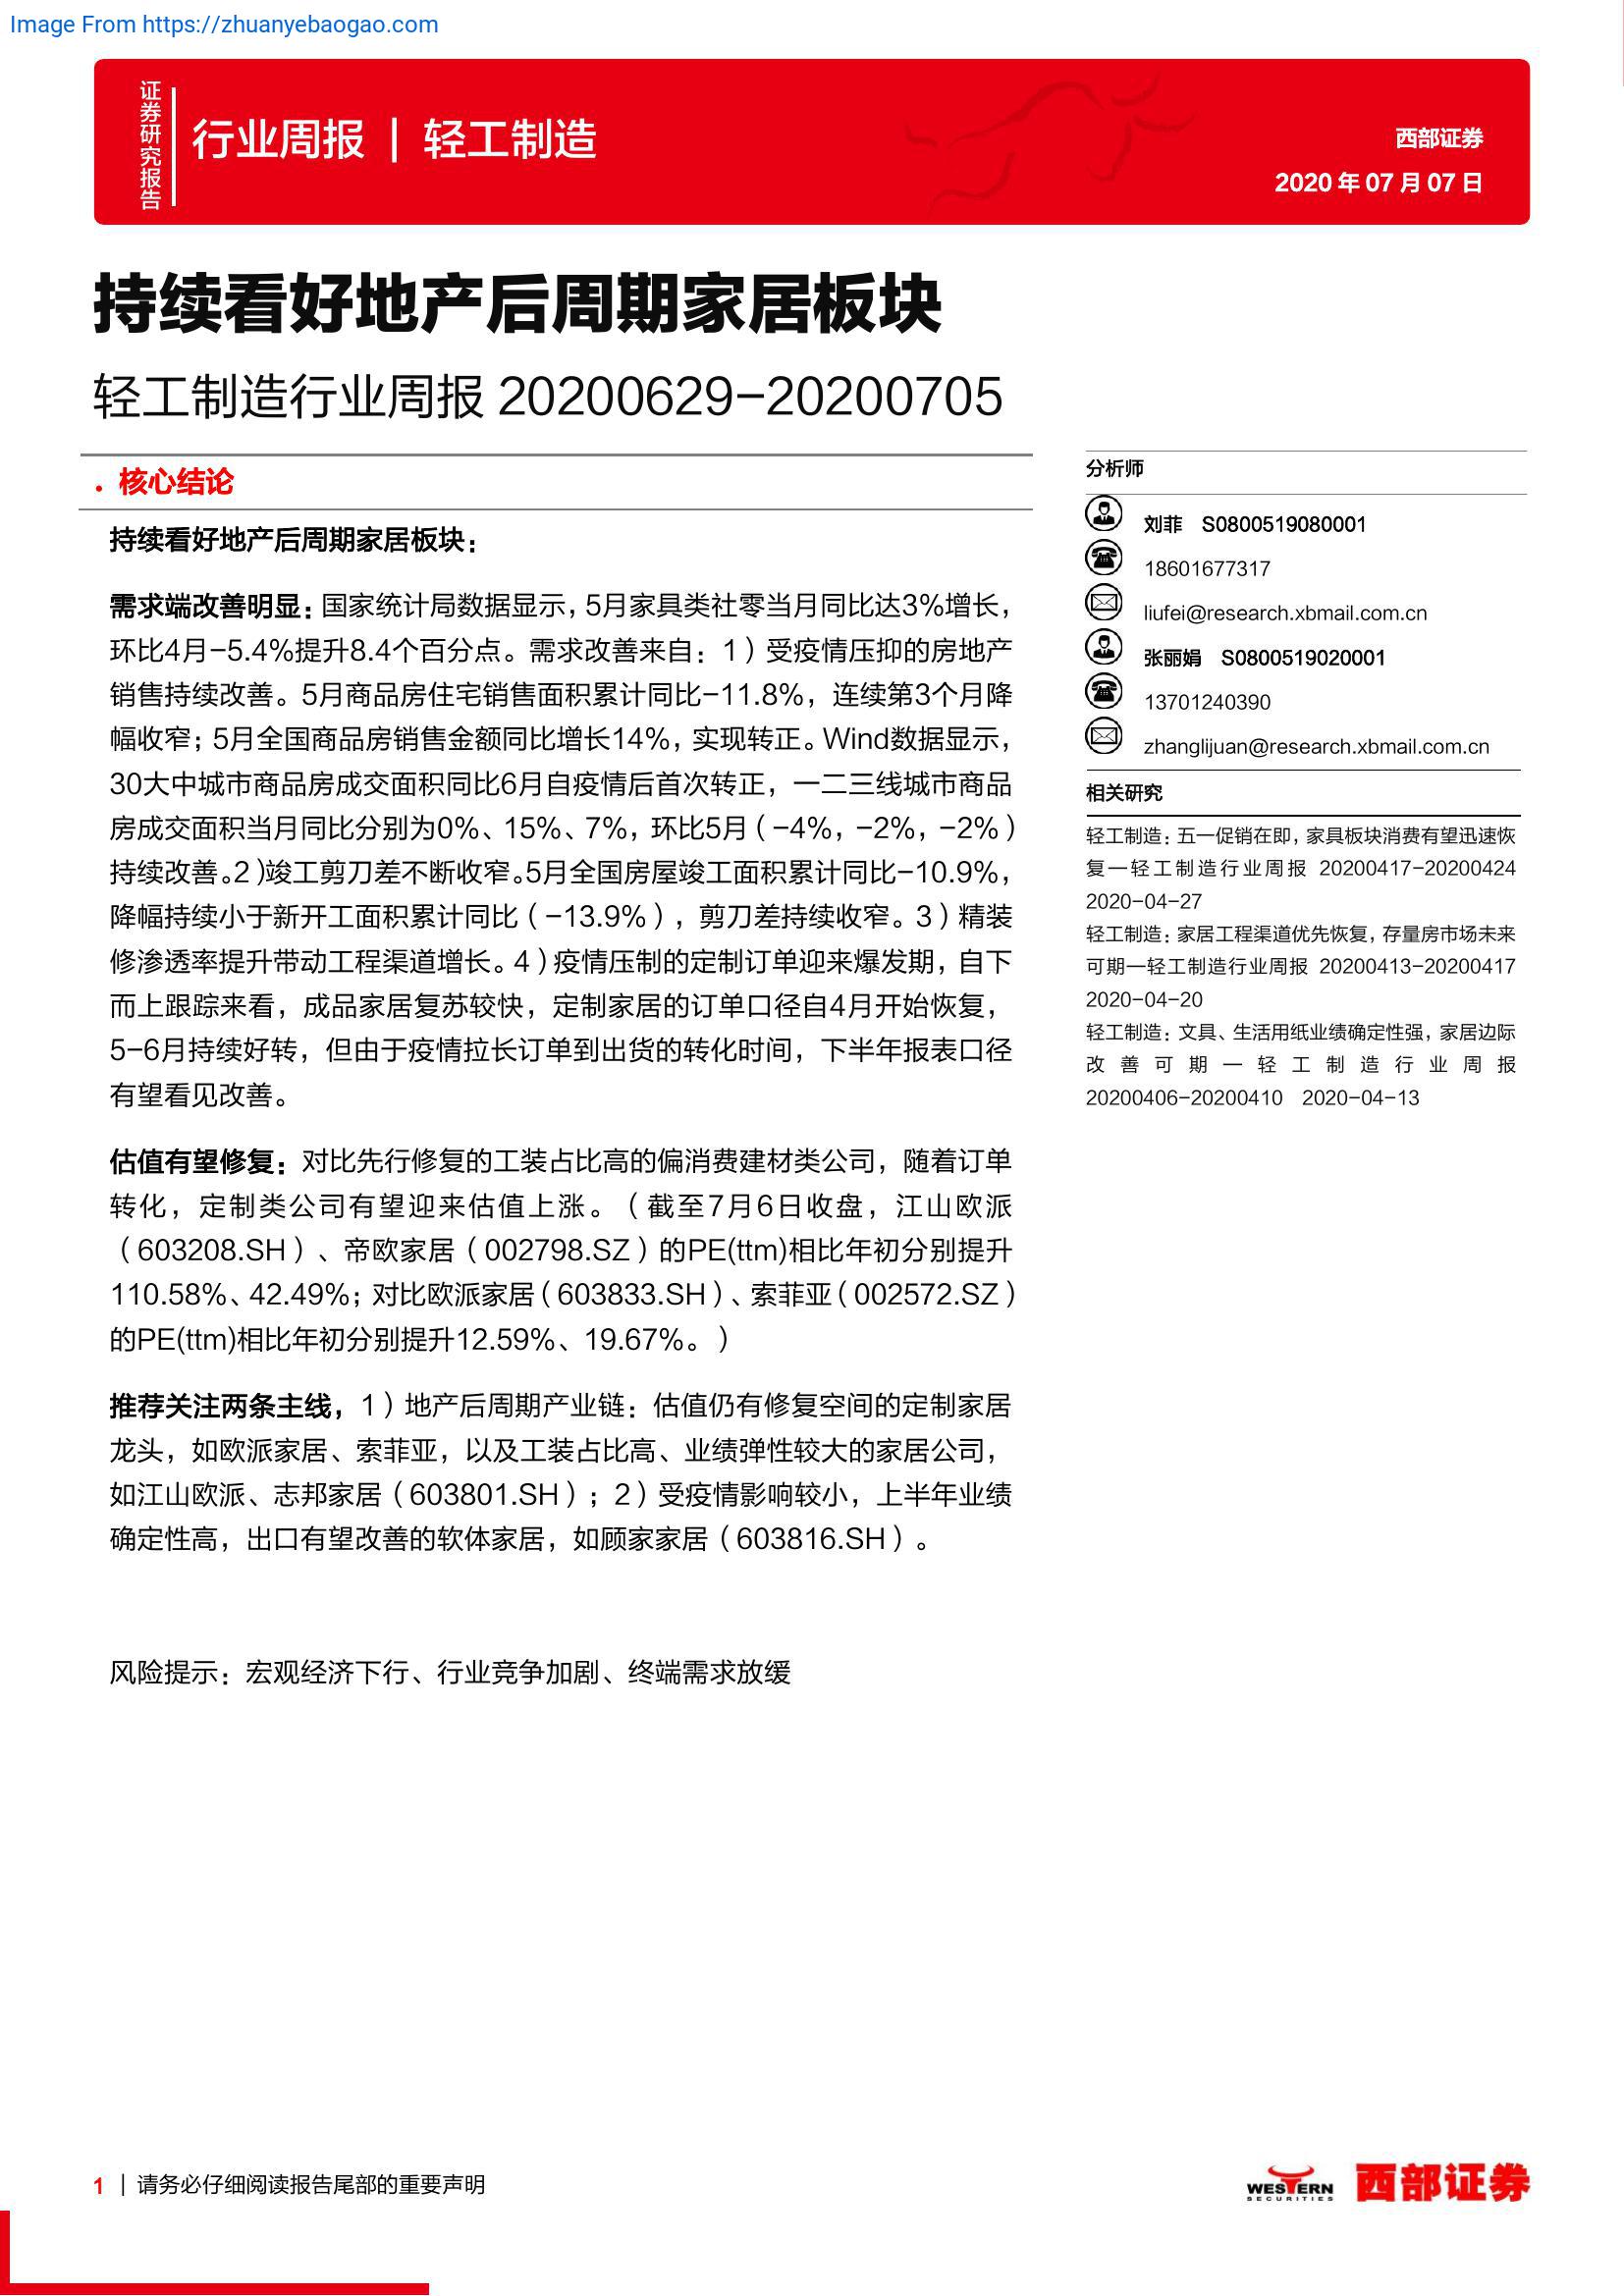 Image From https://zhuanyebaogao.com
证券研究报告
行业周报 | 轻工制造
西部证券
2020 年 07 月 07 日
持续看好地产后周期家居板块
轻工制造行业周报 20200629-20200705
• 核心结论
持续看好地产后周期家居板块：
需求端改善明显：国家统计局数据显示，5月家具类社零当月同比达3%增长，
环比4月-5.4%提升8.4个百分点。需求改善来自：1）受疫情压抑的房地产
销售持续改善。5月商品房住宅销售面积累计同比-11.8%，连续第3个月降
幅收窄；5月全国商品房销售金额同比增长14%，实现转正。Wind数据显示，
30大中城市商品房成交面积同比6月自疫情后首次转正，一二三线城市商品
房成交面积当月同比分别为0%、15%、7%，环比5月（-4%，-2%，-2%）
持续改善。2）竣工剪刀差不断收窄。5月全国房屋竣工面积累计同比-10.9%，
降幅持续小于新开工面积累计同比（-13.9%），剪刀差持续收窄。3）精装
修渗透率提升带动工程渠道增长。4）疫情压制的定制订单迎来爆发期，自下
而上跟踪来看，成品家居复苏较快，定制家居的订单口径自4月开始恢复，
5-6月持续好转，但由于疫情拉长订单到出货的转化时间，下半年报表口径
有望看见改善。
估值有望修复：对比先行修复的工装占比高的偏消费建材类公司，随着订单
转化，定制类公司有望迎来估值上涨。（截至7月6日收盘，江山欧派
（603208.SH）、帝欧家居（002798.SZ）的PE(ttm)相比年初分别提升
110.58%、42.49%；对比欧派家居（603833.SH）、索菲亚（002572.SZ）
的PE(ttm)相比年初分别提升12.59%、19.67%。）
推荐关注两条主线，1）地产后周期产业链：估值仍有修复空间的定制家居
龙头，如欧派家居、索菲亚，以及工装占比高、业绩弹性较大的家居公司，
如江山欧派、志邦家居（603801.SH）；2）受疫情影响较小，上半年业绩
确定性高，出口有望改善的软体家居，如顾家家居（603816.SH）。
风险提示：宏观经济下行、行业竞争加剧、终端需求放缓
分析师
刘菲 S0800519080001
18601677317
liufei@research.xbmail.com.cn
张丽娟 S0800519020001
13701240390
zhanglijuan@research.xbmail.com.cn
相关研究
轻工制造：五一促销在即，家具板块消费有望迅速恢
复—轻工制造行业周报 20200417-20200424
2020-04-27
轻工制造：家居工程渠道优先恢复，存量房市场未来
可期—轻工制造行业周报 20200413-20200417
2020-04-20
轻工制造：文具、生活用纸业绩确定性强，家居边际
改善可期—轻工制造行业周报
20200406-20200410 2020-04-13
1 | 请务必仔细阅读报告尾部的重要声明
WESTERN
SECURITIES
西部证券